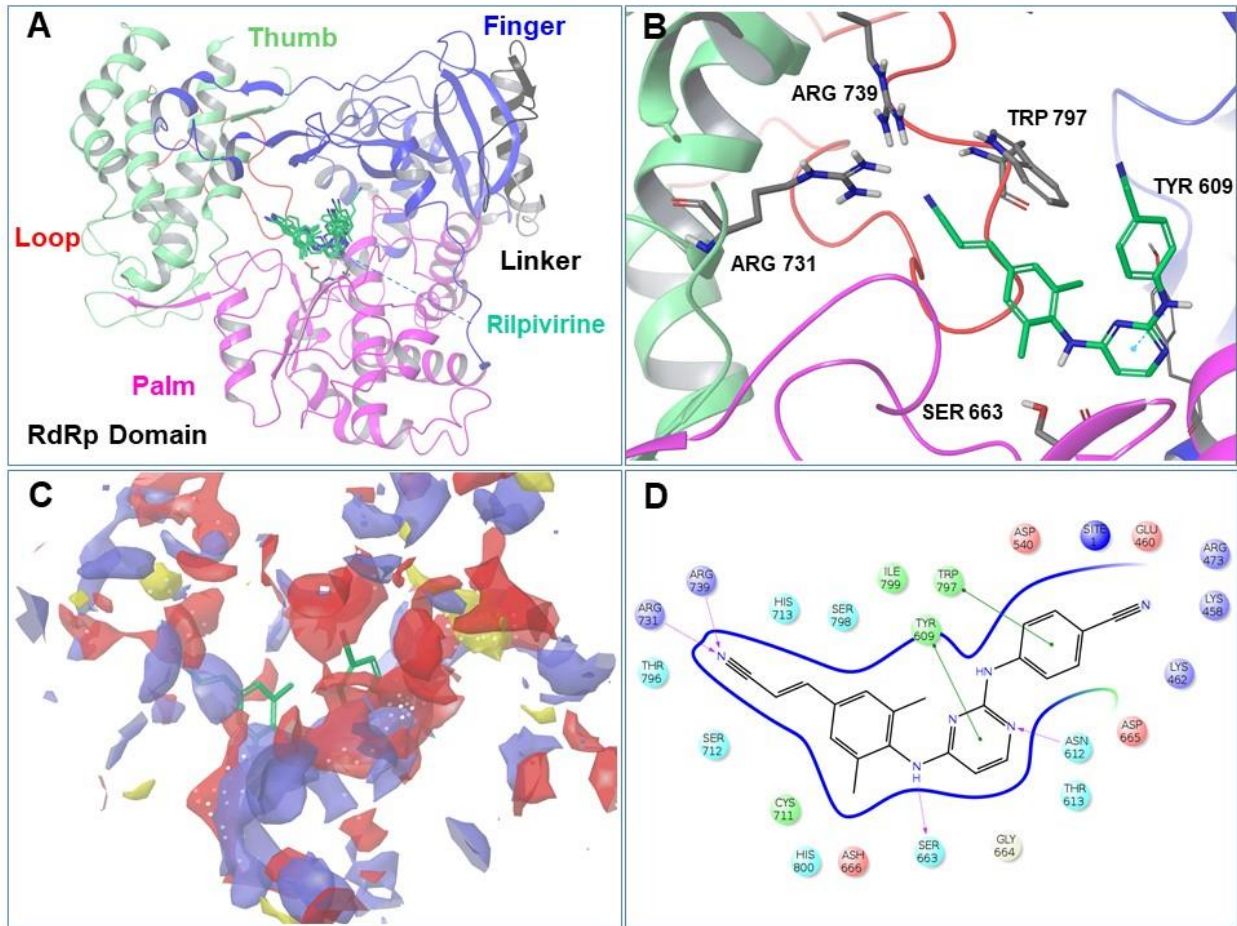 A
Thumb
Finger
Loop
Linker
Rilpivirine
Palm
RdRp Domain
B
ARG 739
TRP 797
TYR 609
ARG 731
SER 663
C
D
ASP
540
SITE
1
GLU
460
ARG
473
ARG
739
ILE
799
TRP
797
LYS
458
ARG
731
HIS
713
SER
798
TYR
609
N
HN
N
THR
796
LYS
462
N
N
ASN
612
ASP
665
SER
712
THR
613
N
H
CYS
711
HIS
800
ASH
666
SER
663
GLY
664